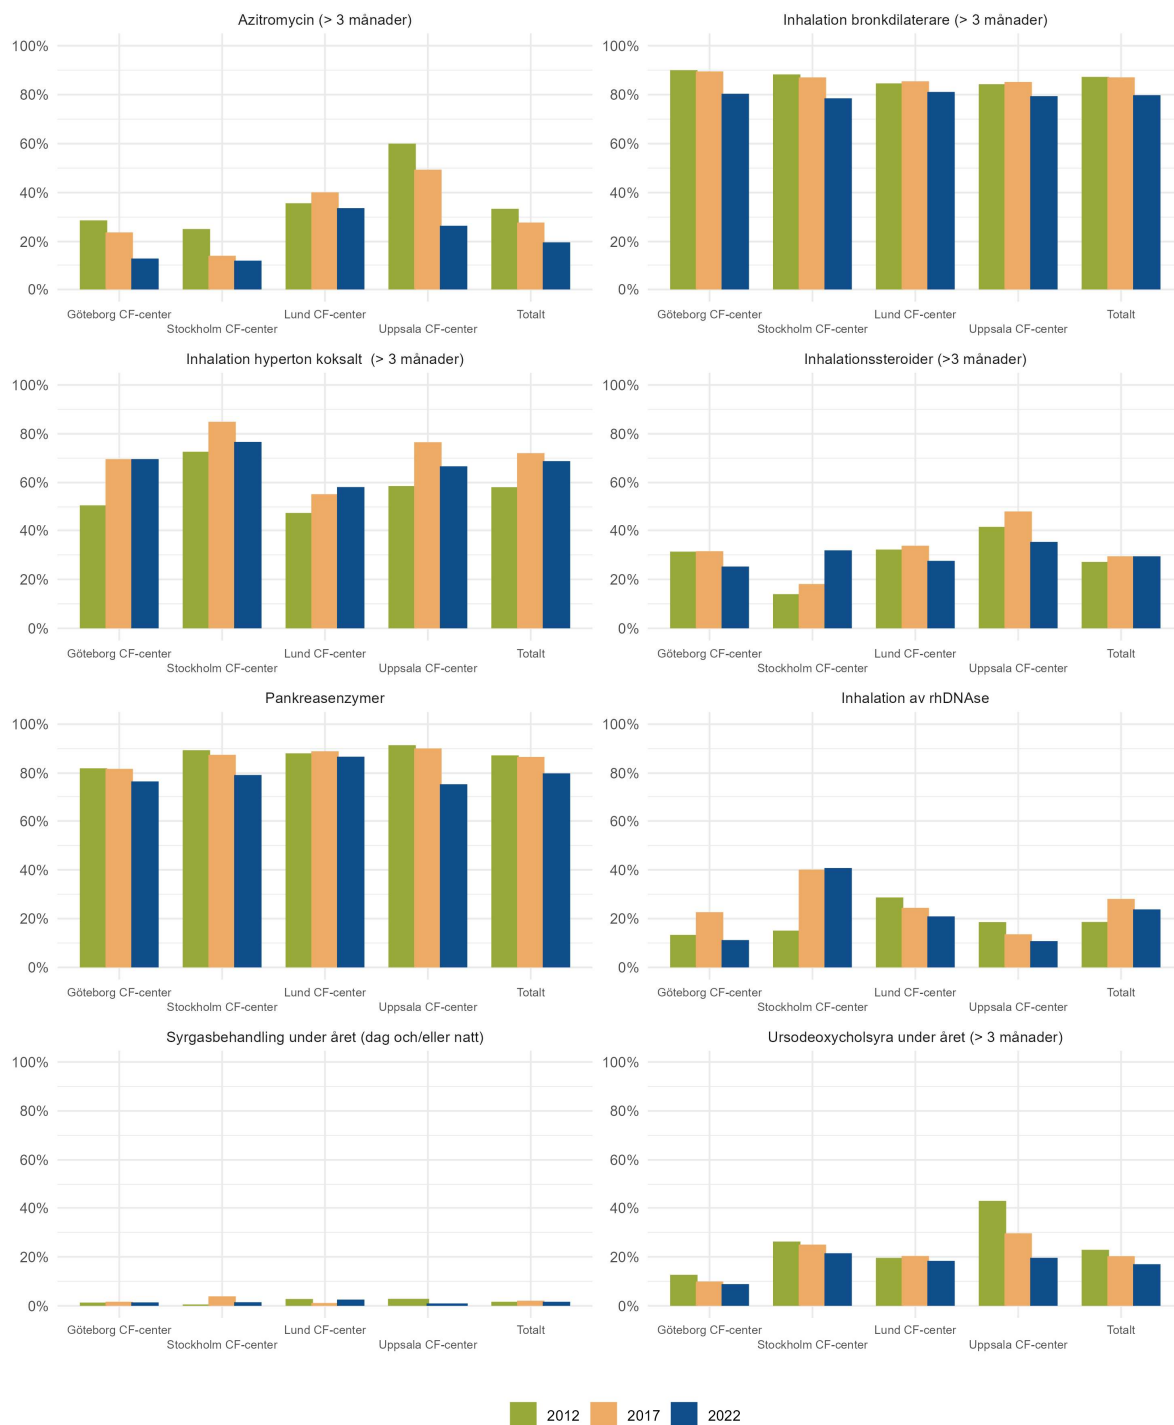 Azitromycin (> 3 månader)
100%
80%
60%
40%
20%
0%
Göteborg CF-center
Stockholm CF-center
Lund CF-center
Uppsala CF-center
Totalt
Inhalation bronkdilaterare (> 3 månader)
100%
80%
60%
40%
20%
0%
Göteborg CF-center
Stockholm CF-center
Lund CF-center
Uppsala CF-center
Totalt
Inhalation hyperton koksalt (> 3 månader)
100%
80%
60%
40%
20%
0%
Göteborg CF-center
Stockholm CF-center
Lund CF-center
Uppsala CF-center
Totalt
Inhalationssteroider (>3 månader)
100%
80%
60%
40%
20%
0%
Göteborg CF-center
Stockholm CF-center
Lund CF-center
Uppsala CF-center
Totalt
Pankreasenzymer
100%
80%
60%
40%
20%
0%
Göteborg CF-center
Stockholm CF-center
Lund CF-center
Uppsala CF-center
Totalt
Inhalation av rhDNAse
100%
80%
60%
40%
20%
0%
Göteborg CF-center
Stockholm CF-center
Lund CF-center
Uppsala CF-center
Totalt
Syrgasbehandling under året (dag och/eller natt)
100%
80%
60%
40%
20%
0%
Göteborg CF-center
Stockholm CF-center
Lund CF-center
Uppsala CF-center
Totalt
Ursodeoxycholsyra under året (> 3 månader)
100%
80%
60%
40%
20%
0%
Göteborg CF-center
Stockholm CF-center
Lund CF-center
Uppsala CF-center
Totalt
2012 2017 2022